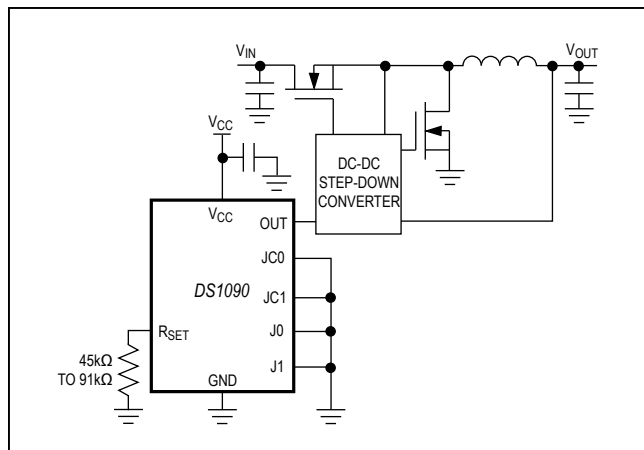 VIN
VOUT
VCC
DC-DC
STEP-DOWN
CONVERTER
VCC
OUT
JC0
DS1090
JC1
RSET
J0
45kΩ
TO 91kΩ
J1
GND